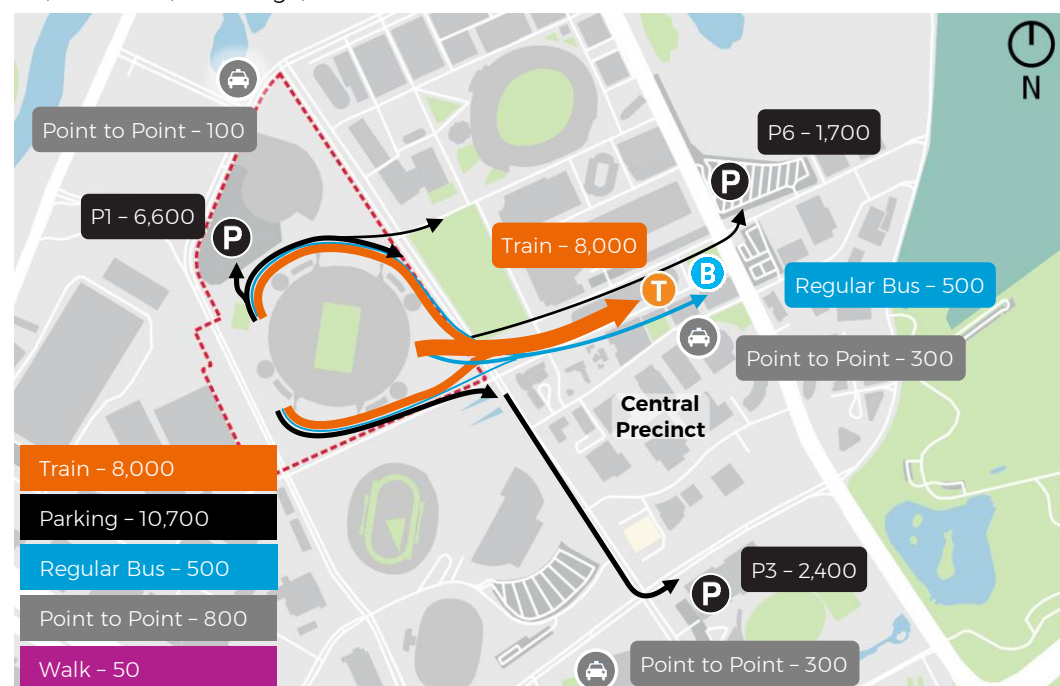 N
Point to Point – 100
P6 – 1,700
P
P1 – 6,600
P
Train – 8,000
T
B
Regular Bus – 500
Point to Point – 300
Central
Precinct
Train – 8,000
Parking – 10,700
Regular Bus – 500
Point to Point – 800
Walk – 50
P3 – 2,400
P
Point to Point – 300